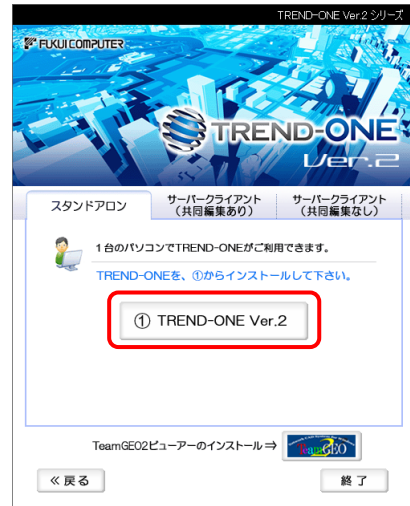 TREND-ONE Ver.2 シリーズ
FUKUI COMPUTER
TREND-ONE
Ver.2
スタンドアロン
サーバークライアント
（共同編集あり）
サーバークライアント
（共同編集なし）
1台のパソコンでTREND-ONEがご利用できます。
TREND-ONEを、①からインストールして下さい。
① TREND-ONE Ver.2
TeamGEO2ビューアーのインストール⇒
TeamGEO
≪戻る
終了